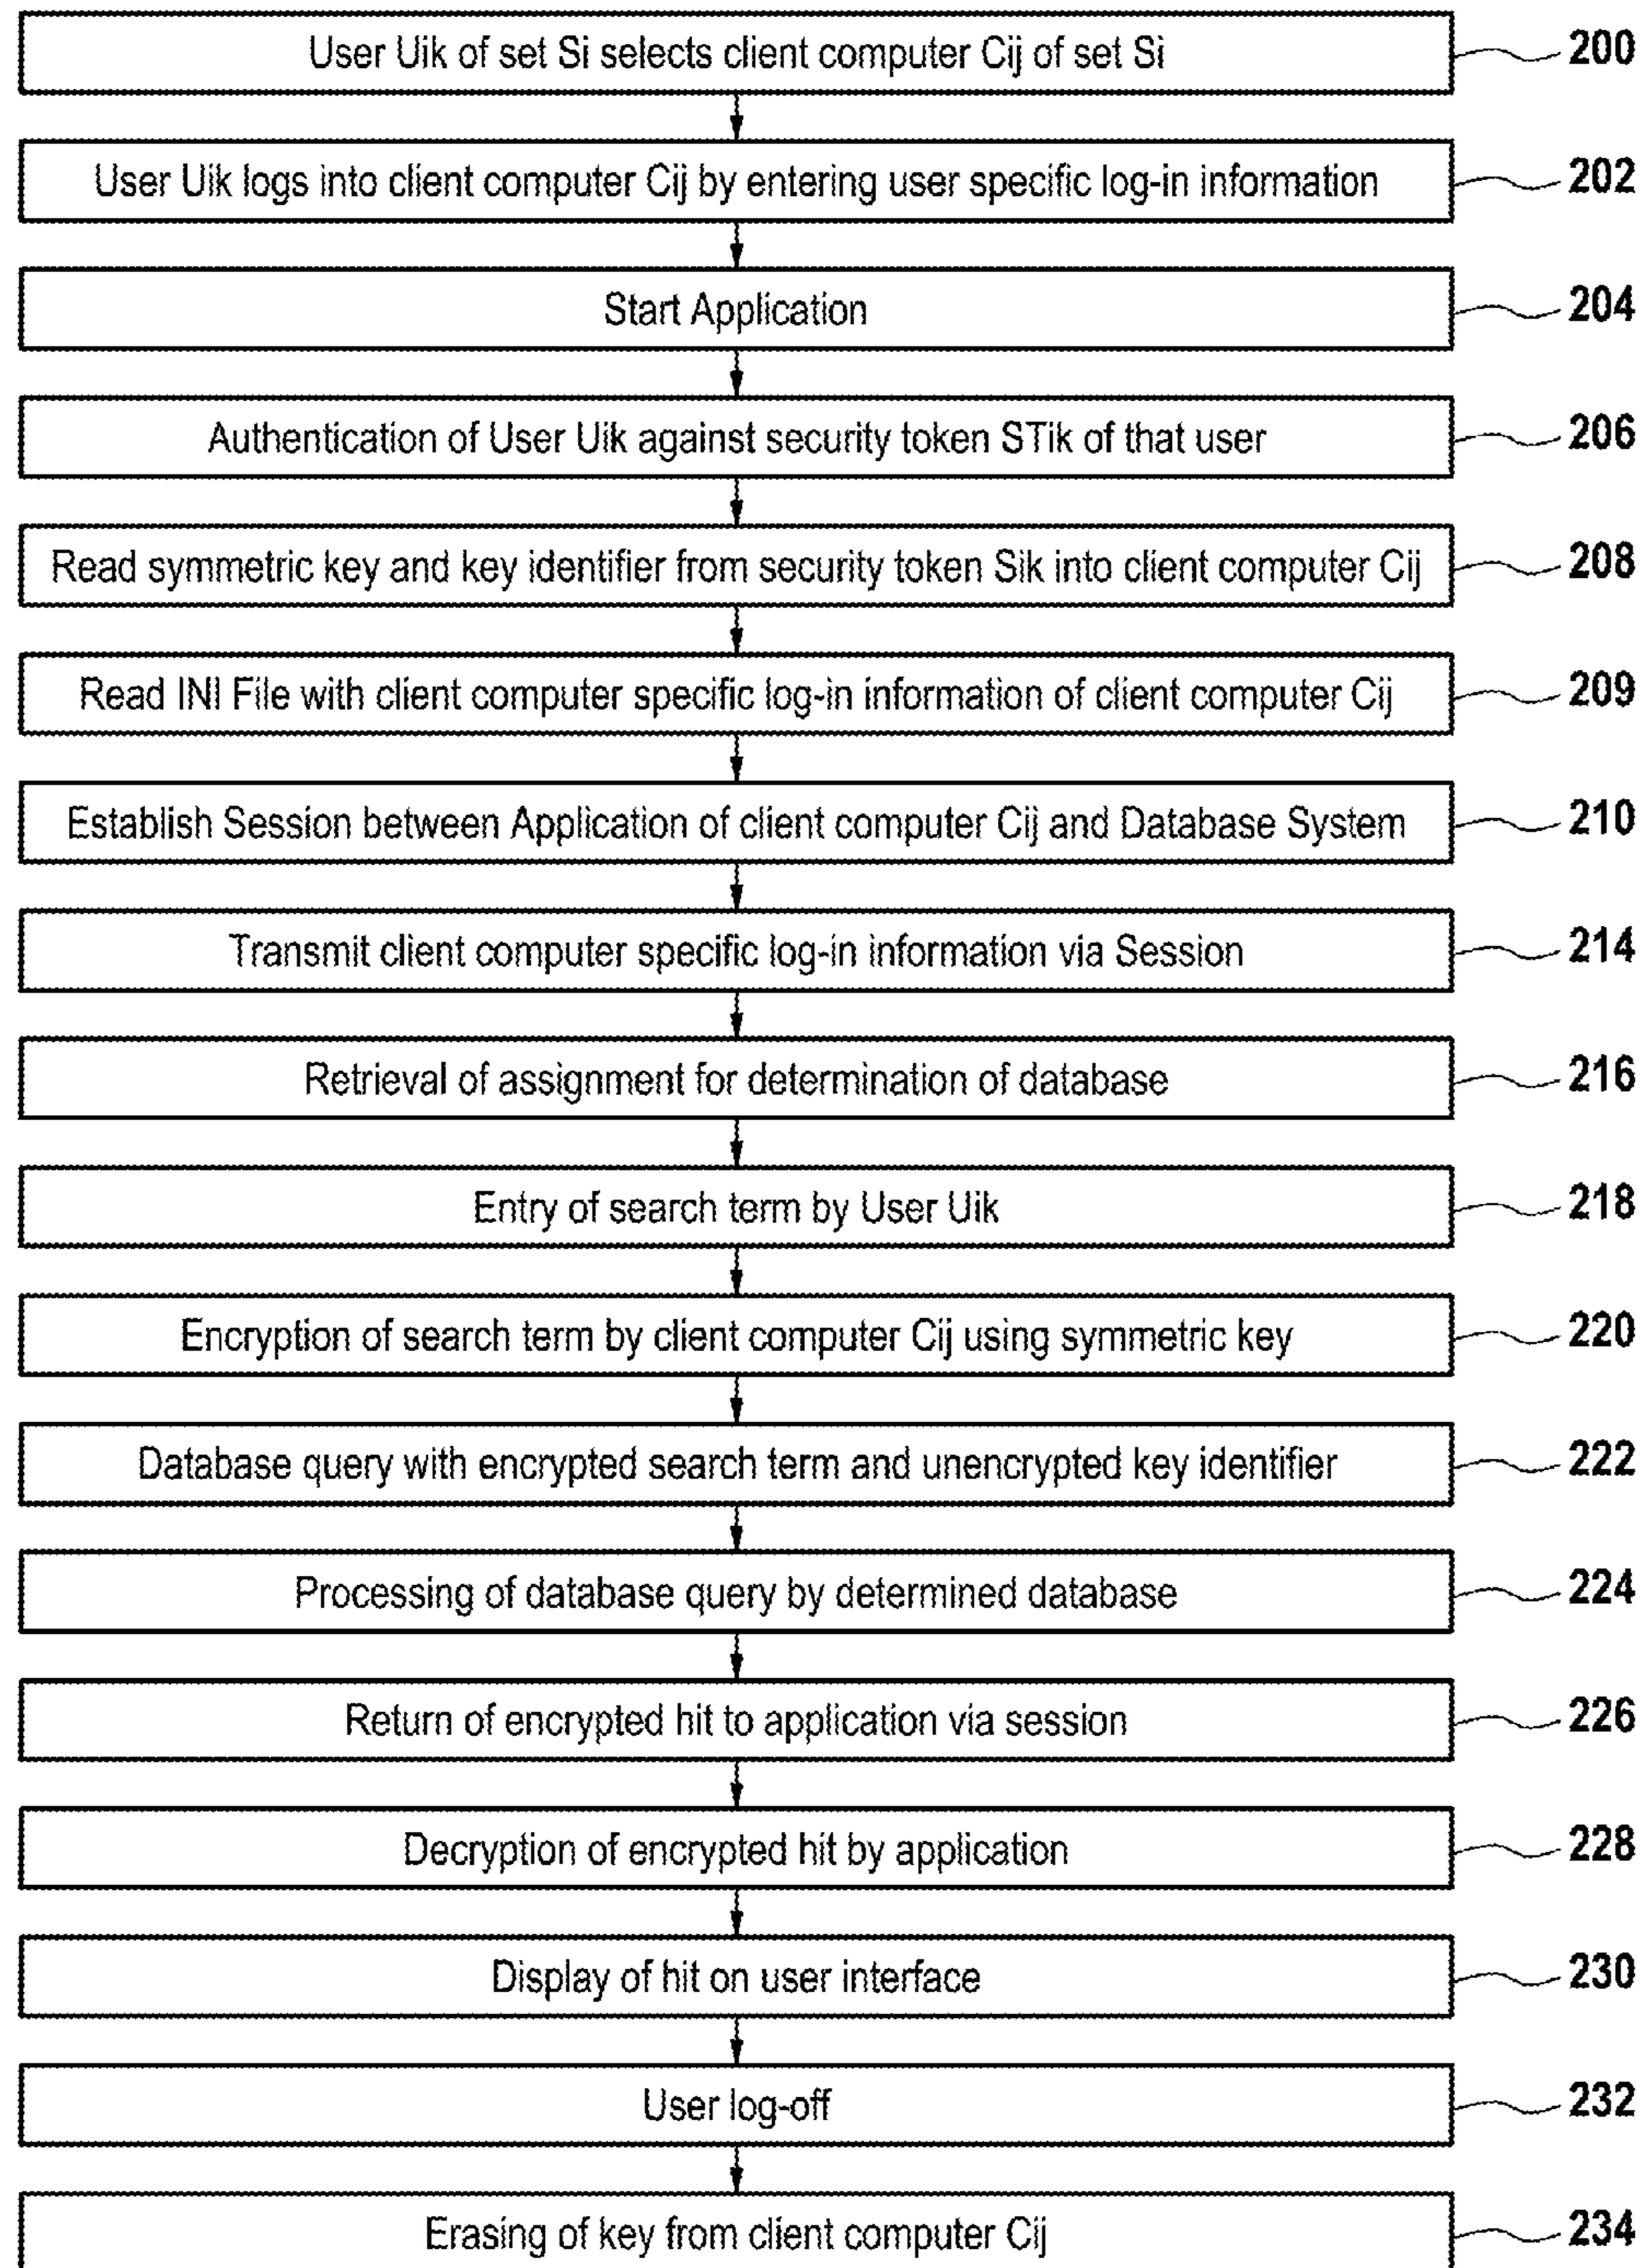 User Uik of set Si selects client computer Cij of set Si 200
User Uik logs into client computer Cij by entering user specific log-in information 202
Start Application 204
Authentication of User Uik against security token STik of that user 206
Read symmetric key and key identifier from security token Sik into client computer Cij 208
Read INI File with client computer specific log-in information of client computer Cij 209
Establish Session between Application of client computer Cij and Database System 210
Transmit client computer specific log-in information via Session 214
Retrieval of assignment for determination of database 216
Entry of search term by User Uik 218
Encryption of search term by client computer Cij using symmetric key 220
Database query with encrypted search term and unencrypted key identifier 222
Processing of database query by determined database 224
Return of encrypted hit to application via session 226
Decryption of encrypted hit by application 228
Display of hit on user interface 230
User log-off 232
Erasing of key from client computer Cij 234